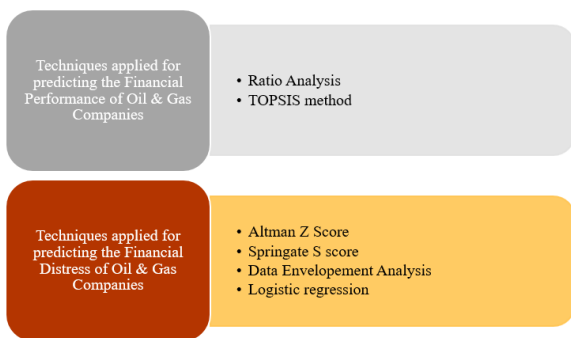 Techniques applied for
predicting the Financial
Performance of Oil & Gas
Companies
• Ratio Analysis
• TOPSIS method
Techniques applied for
predicting the Financial
Distress of Oil & Gas
Companies
• Altman Z Score
• Springate S score
• Data Envelopement Analysis
• Logistic regression